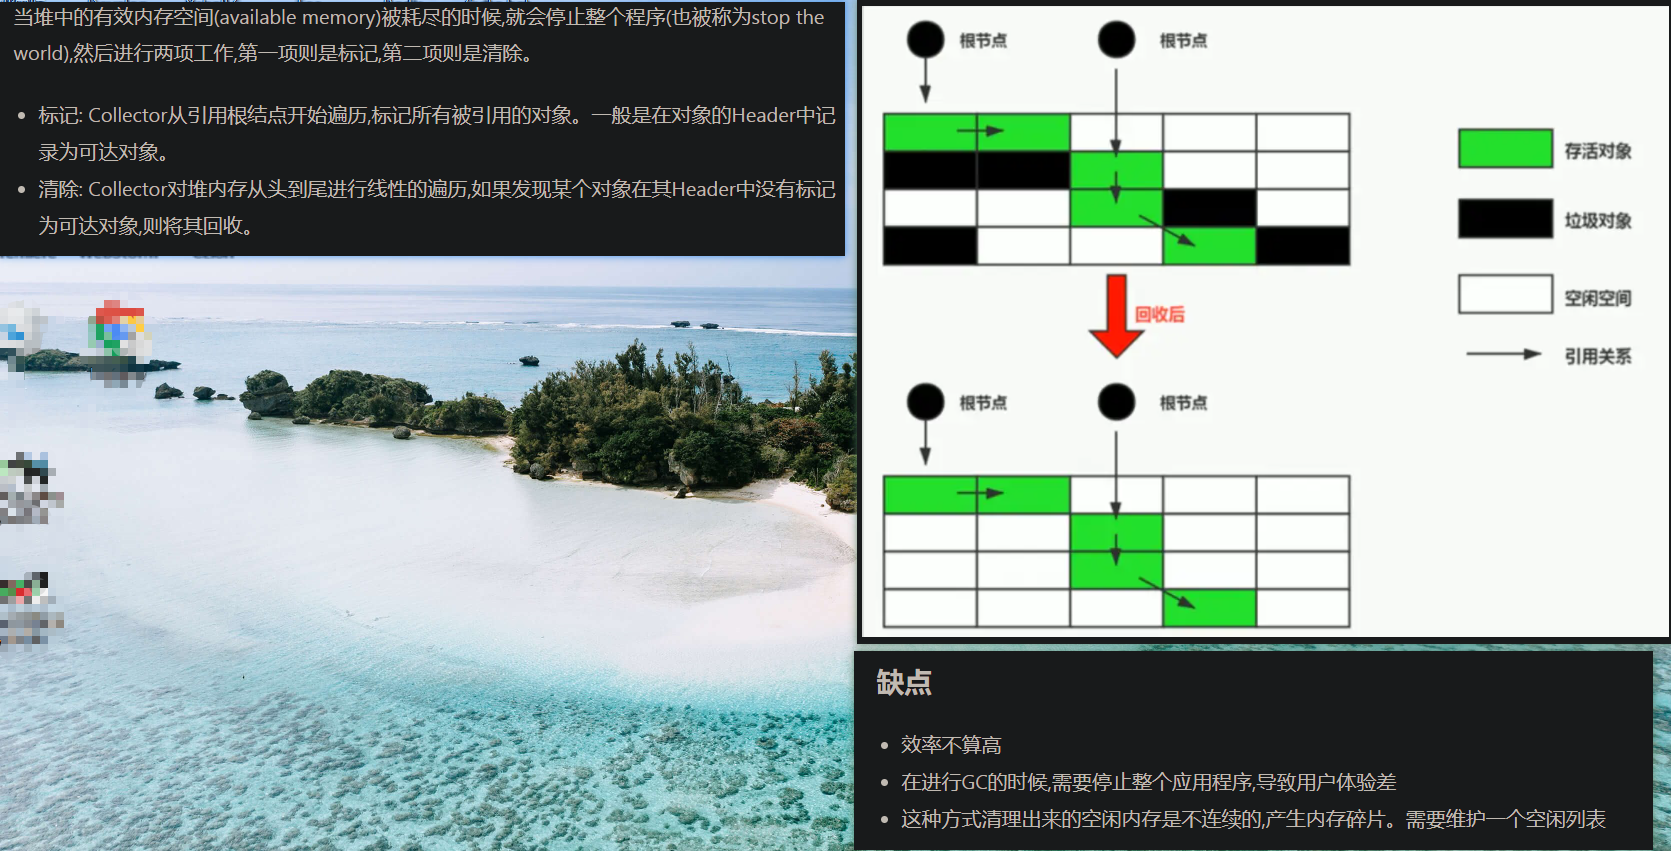 当堆中的有效内存空间(available memory)被耗尽的时候,就会停止整个程序(也被称为stop the
world),然后进行两项工作,第一项则是标记,第二项则是清除。
标记: Collector从引用根结点开始遍历,标记所有被引用的对象。一般是在对象的Header中记
录为可达对象。
清除: Collector对堆内存从头到尾进行线性的遍历,如果发现某个对象在其Header中没有标记
为可达对象,则将其回收。
根节点
根节点
存活对象
垃圾对象
空闲空间
引用关系
回收后
根节点
根节点
缺点
效率不算高
在进行GC的时候,需要停止整个应用程序,导致用户体验差
这种方式清理出来的空闲内存是不连续的,产生内存碎片。需要维护一个空闲列表